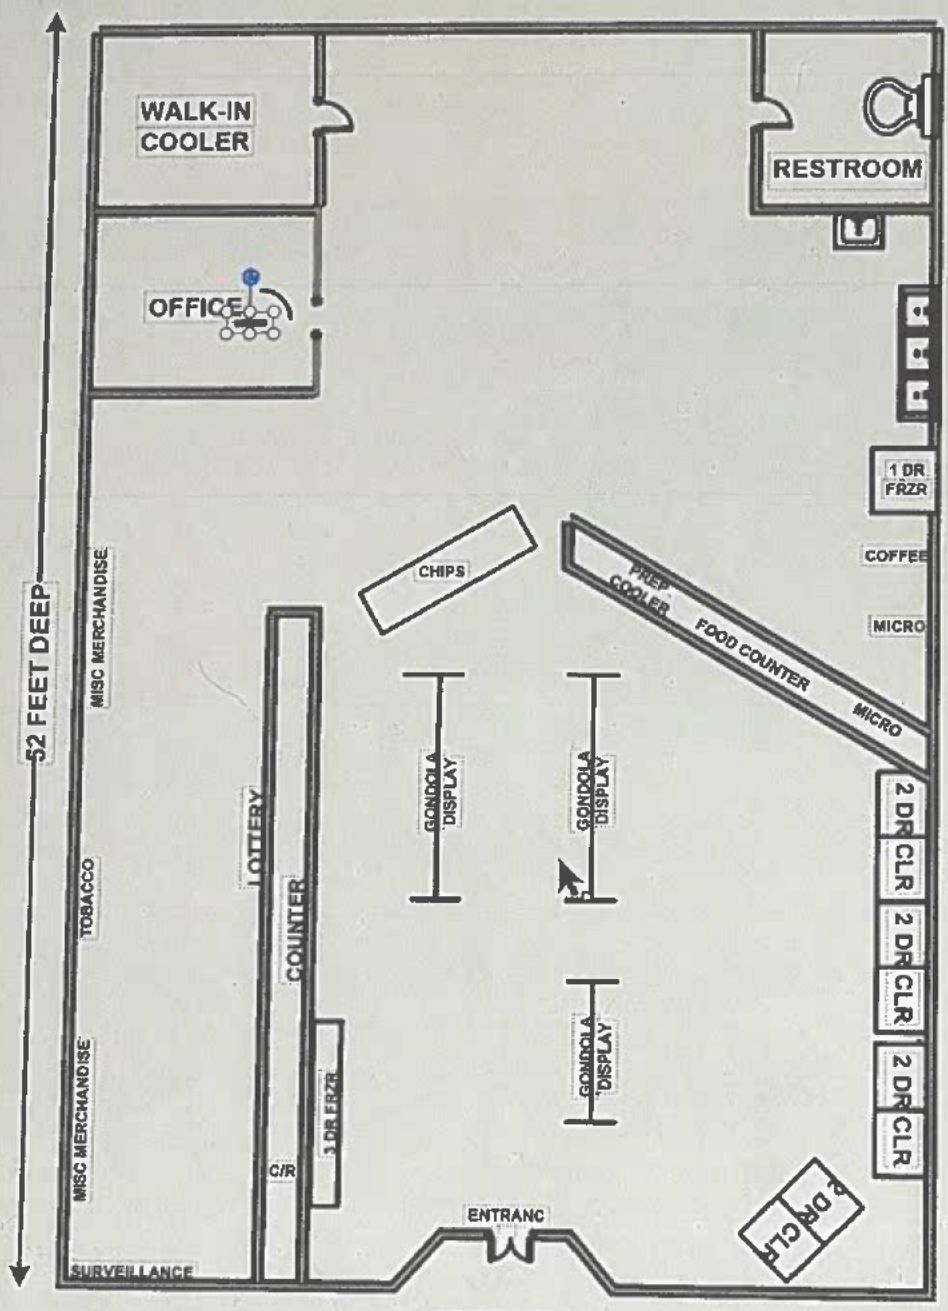 WALK-IN
COOLER
RESTROOM
OFFICE
1 DR
FRZR
COFFEE
MICRO
CHIPS
PREP
COOLER
FOOD COUNTER
MICRO
52 FEET DEEP
MISC MERCHANDISE
TOBACCO
MISC MERCHANDISE
LOTTERY
COUNTER
GONDOLA
DISPLAY
GONDOLA
DISPLAY
GONDOLA
DISPLAY
2 DR CLR
2 DR CLR
2 DR CLR
2 DR CLR
3 DR FRZR
C/R
ENTRANC
SURVEILLANCE